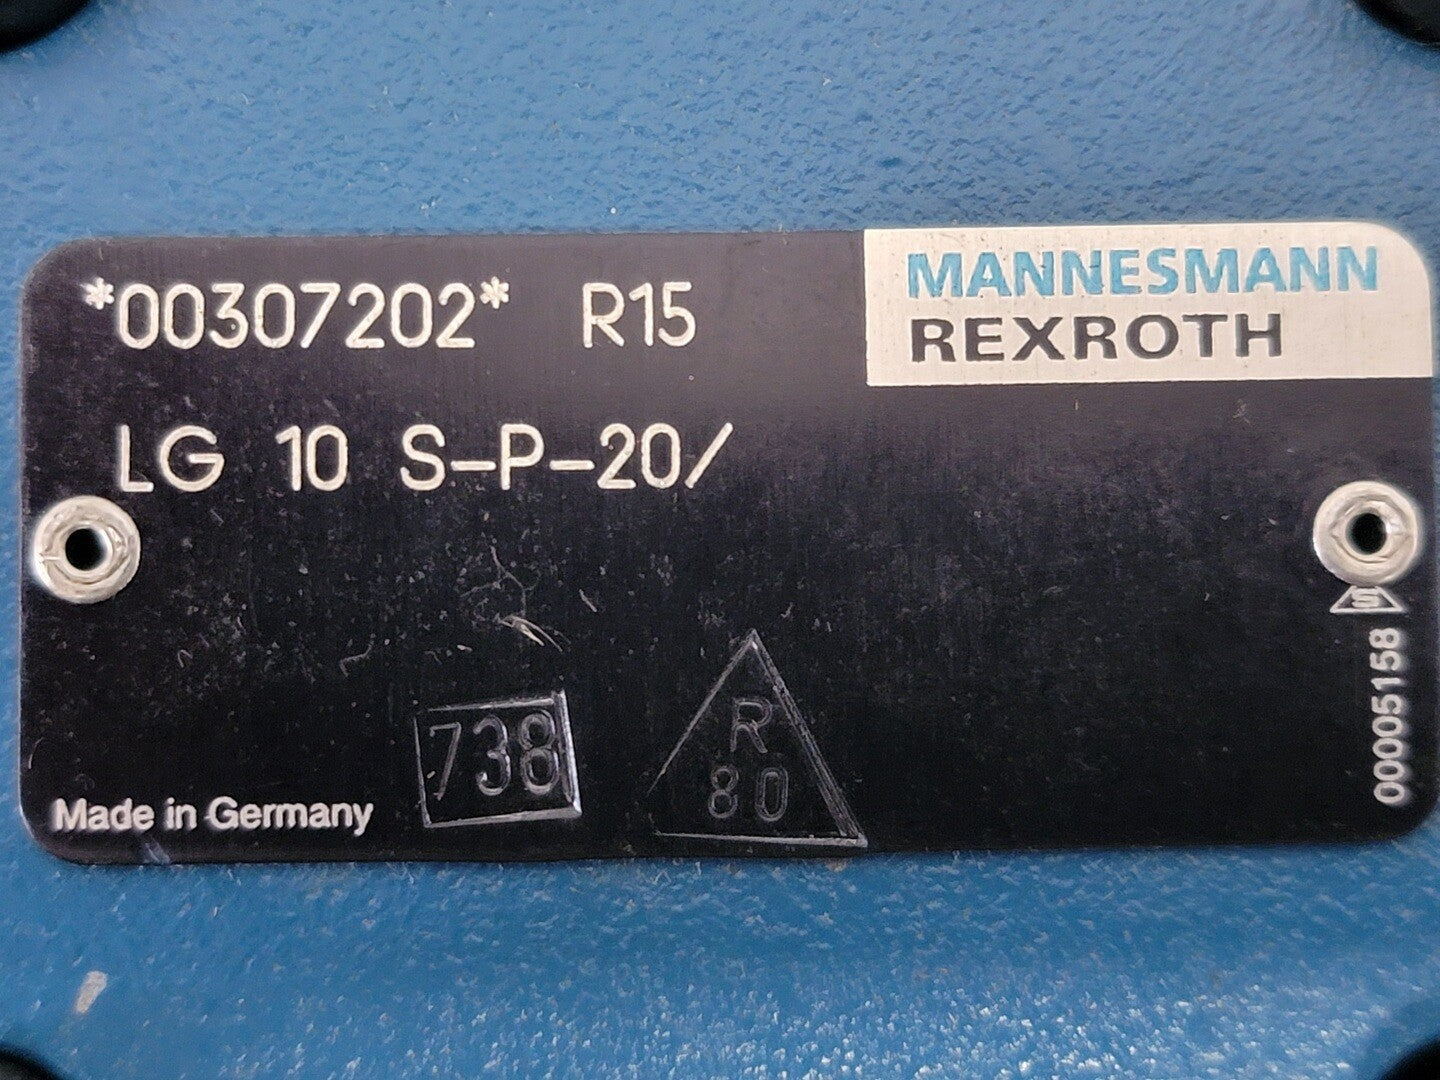 *00307202* R15
MANNESMANN
REXROTH
LG 10 S-P-20/
738
R
80
Made in Germany
00005158